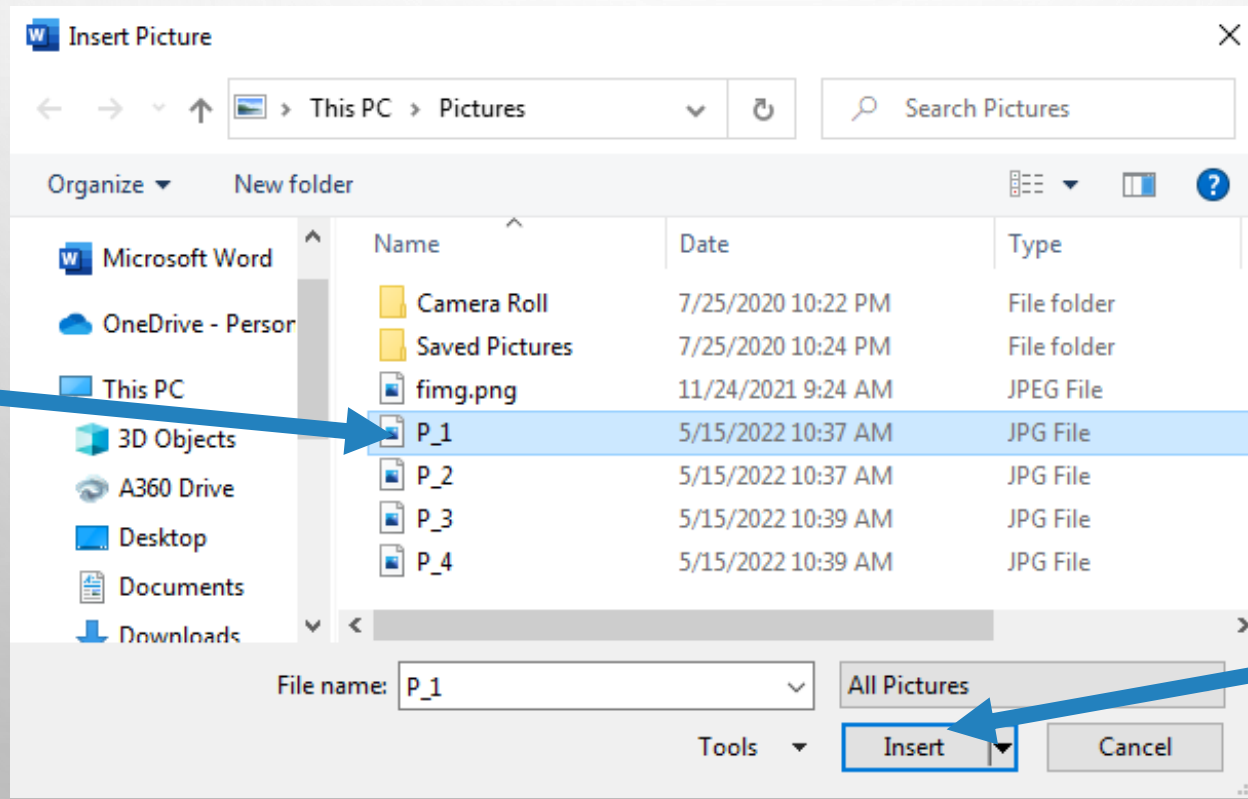 Insert Picture
This PC > Pictures
Search Pictures
Organize
New folder
Microsoft Word
OneDrive - Person
This PC
3D Objects
A360 Drive
Desktop
Documents
Downloads
Name Date Type
Camera Roll 7/25/2020 10:22 PM File folder
Saved Pictures 7/25/2020 10:24 PM File folder
fimg.png 11/24/2021 9:24 AM JPEG File
P_1 5/15/2022 10:37 AM JPG File
P_2 5/15/2022 10:37 AM JPG File
P_3 5/15/2022 10:39 AM JPG File
P_4 5/15/2022 10:39 AM JPG File
File name: P_1 All Pictures
Tools Insert Cancel